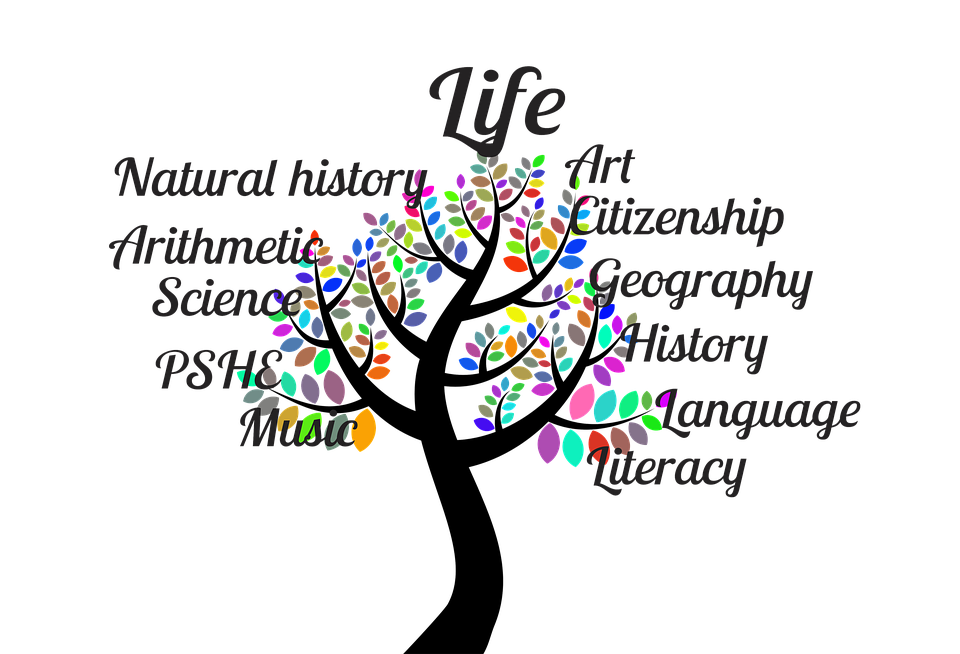 Life
Natural history
Arithmetic
Science
PSHE
Music
Art
Citizenship
Geography
History
Language
Literacy